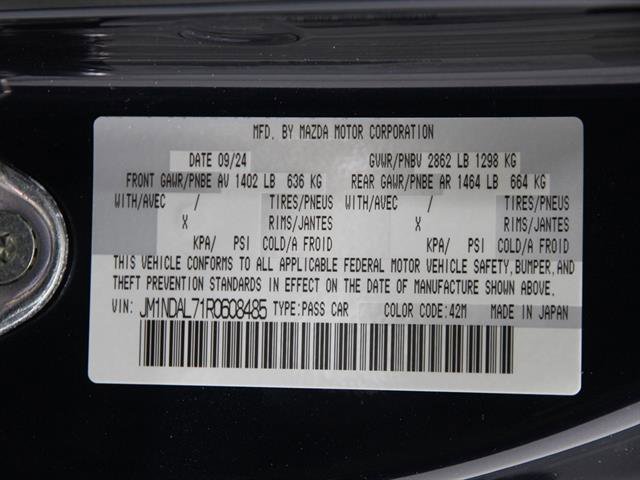 MFD. BY MAZDA MOTOR CORPORATION
DATE 09/24 GVWR/PNBV 2862 LB 1298 KG
FRONT GAWR/PNBE AV 1402 LB 636 KG REAR GAWR/PNBE AR 1464 LB 664 KG
WITH/AVEC / TIRES/PNEUS WITH/AVEC / TIRES/PNEUS
X RIMS/JANTES X RIMS/JANTES
KPA/ PSI COLD/A FROID KPA/ PSI COLD/A FROID
THIS VEHICLE CONFORMS TO ALL APPLICABLE FEDERAL MOTOR VEHICLE SAFETY, BUMPER, AND
THEFT PREVENTION STANDARDS IN EFFECT ON THE DATE OF MANUFACTURE SHOWN ABOVE.
VIN: JM1NDAL71R0608485 TYPE:PASS CAR COLOR CODE:42M MADE IN JAPAN